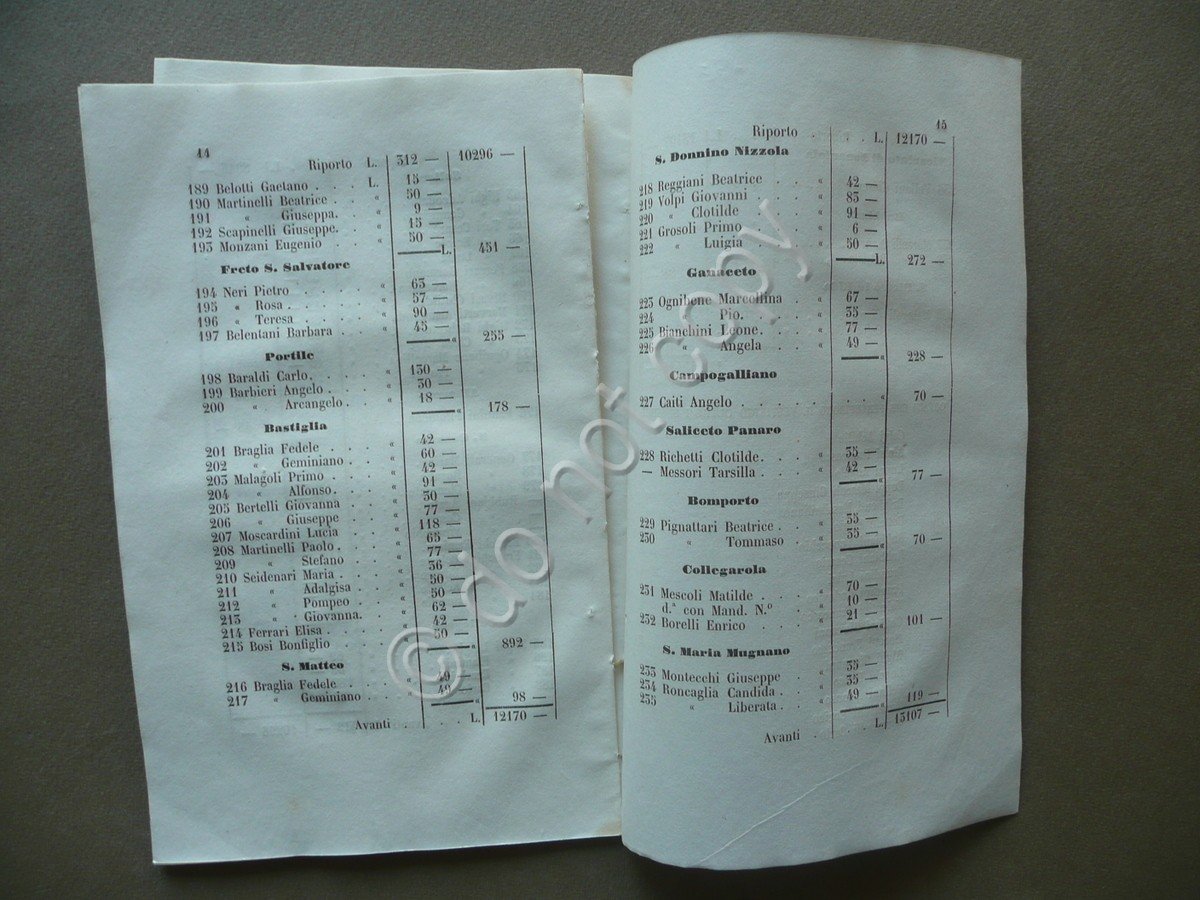 14
Riporto L. 312 — 10296 —
189 Belotti Gaetano . . . L. 15 —
190 Martinelli Beatrice . . « 50 —
191 « Giuseppa. . « 9 —
192 Scapinelli Giuseppe. . . « 15 —
193 Monzani Eugenio . . « 50 —
L. 451 —
Freto S. Salvatore
194 Neri Pietro . . . . « 63 —
195 « Rosa . . . . « 57 —
196 « Teresa . . . . « 90 —
197 Belentani Barbara . . . « 45 —
« 255 —
Portile
198 Baraldi Carlo. . . . . « 130 —
199 Barbieri Angelo . . . . « 30 —
200 « Arcangelo. . . « 18 —
« 178 —
Bastiglia
201 Braglia Fedele . . . . « 42 —
202 « Geminiano . . . « 60 —
203 Malagoli Primo . . . . « 42 —
204 « Alfonso. . . . « 91 —
205 Bertelli Giovanna . . . « 30 —
206 « Giuseppe . . . « 77 —
207 Moscardini Lucia . . . « 118 —
208 Martinelli Paolo. . . . « 65 —
209 « Stefano . . . « 77 —
210 Seidenari Maria . . . . « 36 —
211 « Adalgisa . . . « 50 —
212 « Pompeo . . . « 50 —
213 « Giovanna. . . « 62 —
214 Ferrari Elisa . . . . « 42 —
215 Bosi Bonfiglio . . . . « 50 —
« 892 —
S. Matteo
216 Braglia Fedele . . . . « 49 —
217 « Geminiano . . . « 49 —
« 98 —
Avanti . . . L. 12170 —
15
Riporto . . . L. 12170 —
S. Donnino Nizzola
218 Reggiani Beatrice . . « 42 —
219 Volpi Giovanni . . . « 83 —
220 « Clotilde . . . « 91 —
221 Grosoli Primo . . . « 6 —
222 « Luigia . . . « 50 —
L. 272 —
Ganaceto
223 Ognibene Marcellina . « 67 —
224 « Pio. . . . « 35 —
225 Bianchini Leone. . . « 77 —
226 « Angela . . « 49 —
« 228 —
Campogalliano
227 Caiti Angelo . . . . . . « 70 —
Saliceto Panaro
228 Richetti Clotilde. . . « 35 —
— Messori Tarsilla. . . « 42 —
« 77 —
Bomporto
229 Pignattari Beatrice. . « 35 —
230 « Tommaso . « 35 —
« 70 —
Collegarola
231 Mescoli Matilde . . « 70 —
d.ª con Mand. N.º . « 10 —
232 Borelli Enrico . . . « 21 —
« 101 —
S. Maria Mugnano
233 Montecchi Giuseppe . « 35 —
234 Roncaglia Candida . . « 35 —
235 « Liberata . . « 49 —
« 119 —
Avanti . . . L. 13107 —
© do not copy